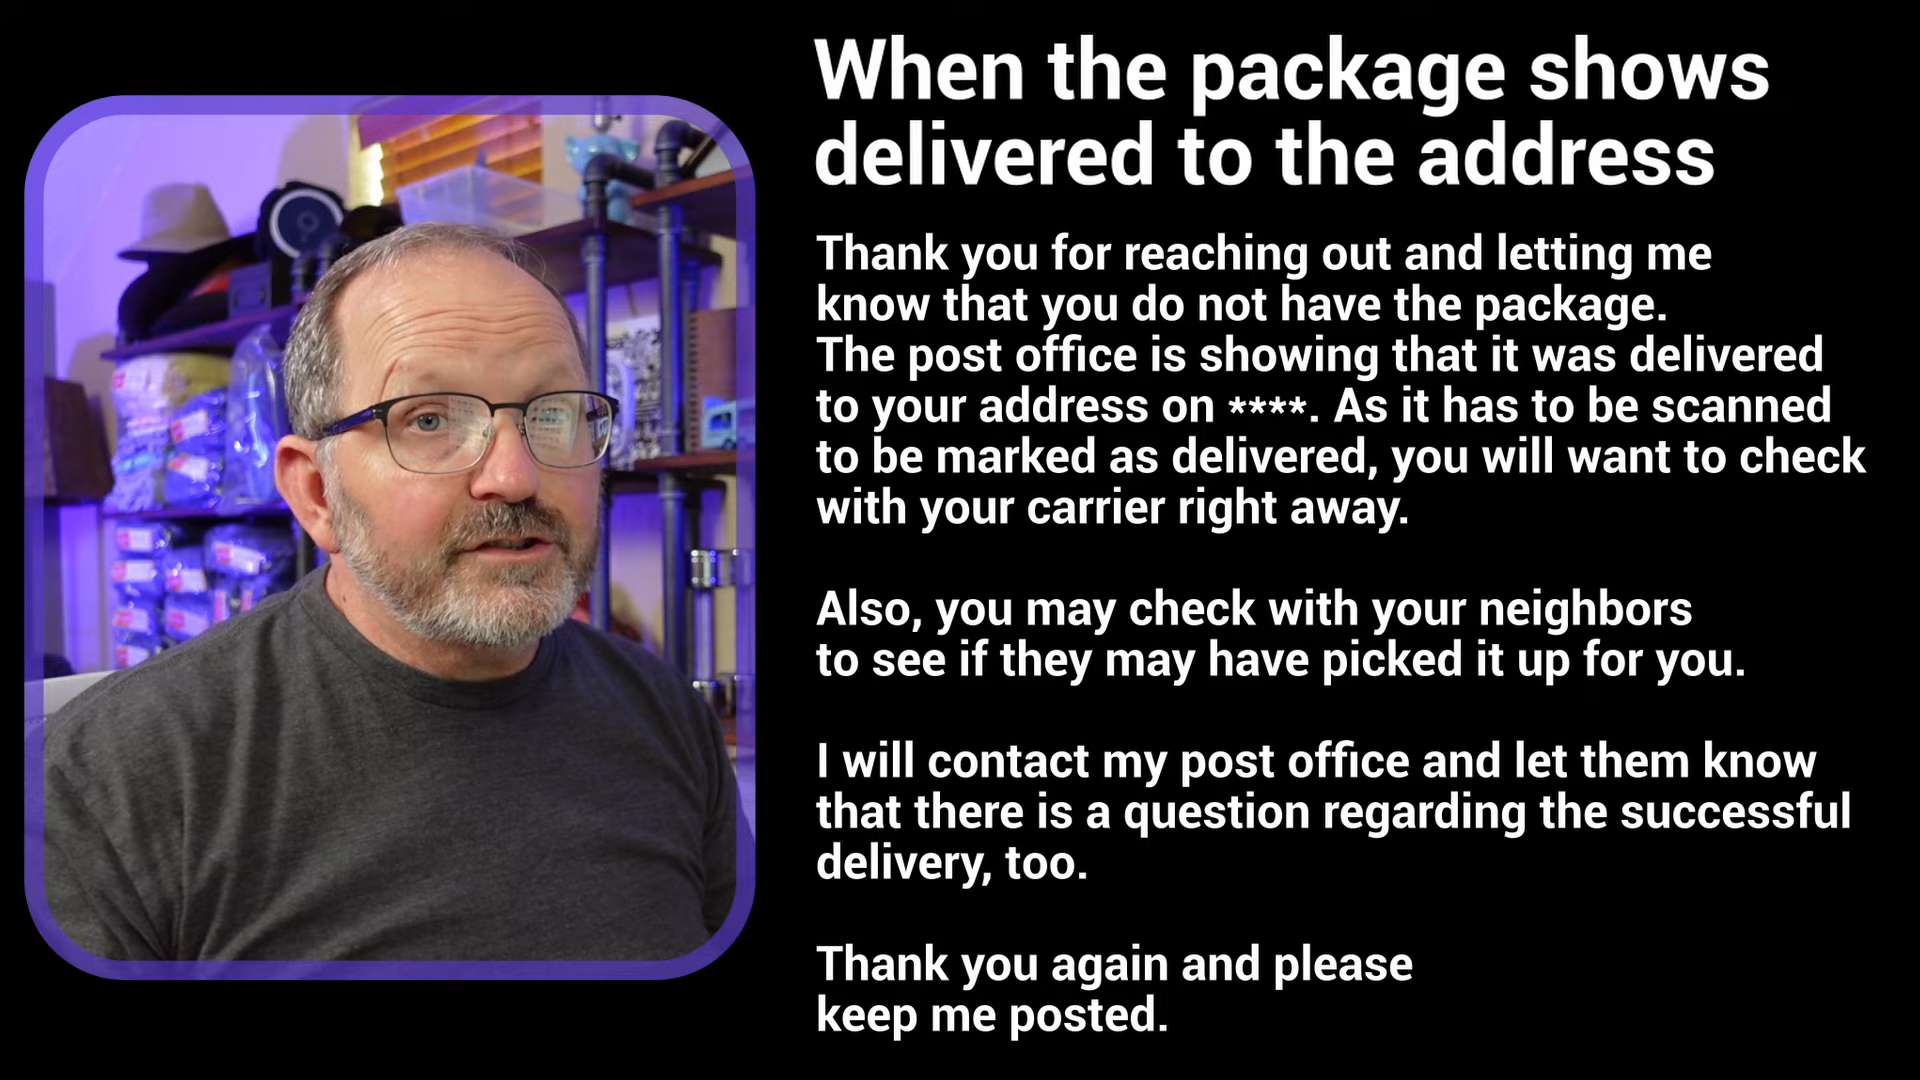 When the package shows
delivered to the address
Thank you for reaching out and letting me
know that you do not have the package.
The post office is showing that it was delivered
to your address on ****. As it has to be scanned
to be marked as delivered, you will want to check
with your carrier right away.
Also, you may check with your neighbors
to see if they may have picked it up for you.
I will contact my post office and let them know
that there is a question regarding the successful
delivery, too.
Thank you again and please
keep me posted.